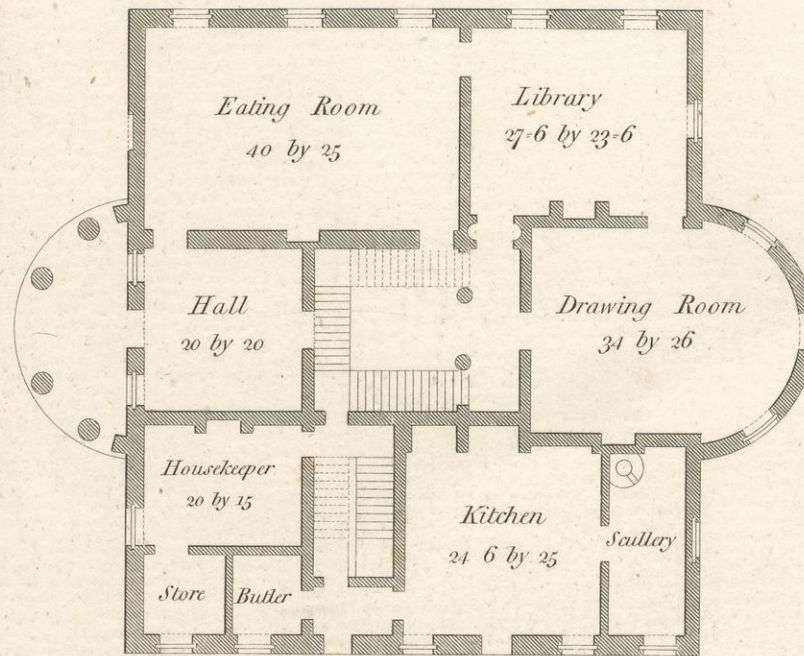 Eating Room
40 by 25
Library
27=6 by 23=6
Hall
20 by 20
Drawing Room
34 by 26
Housekeeper
20 by 15
Kitchen
24 6 by 25
Scullery
Store
Butler